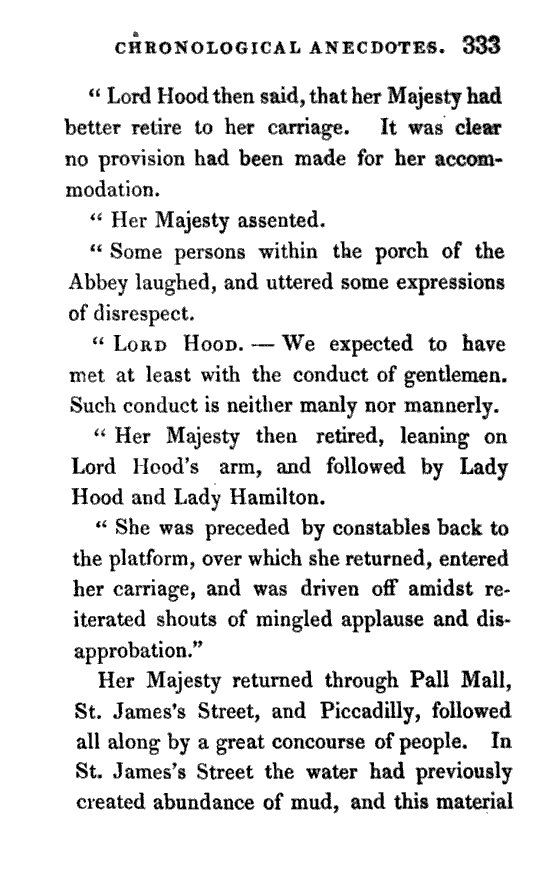 CHRONOLOGICAL ANECDOTES. 333
“ Lord Hood then said, that her Majesty had
better retire to her carriage. It was clear
no provision had been made for her accom-
modation.
“ Her Majesty assented.
“ Some persons within the porch of the
Abbey laughed, and uttered some expressions
of disrespect.
“ LORD HOOD. — We expected to have
met at least with the conduct of gentlemen.
Such conduct is neither manly nor mannerly.
“ Her Majesty then retired, leaning on
Lord Hood's arm, and followed by Lady
Hood and Lady Hamilton.
“ She was preceded by constables back to
the platform, over which she returned, entered
her carriage, and was driven off amidst re-
iterated shouts of mingled applause and dis-
approbation.”
Her Majesty returned through Pall Mall,
St. James's Street, and Piccadilly, followed
all along by a great concourse of people. In
St. James's Street the water had previously
created abundance of mud, and this material